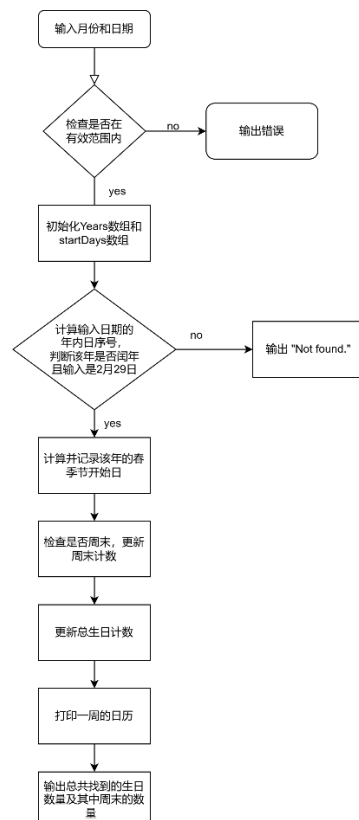 输入月份和日期
检查是否在
有效范围内
no
输出错误
yes
初始化Years数组和
startDays数组
计算输入日期的
年内日序号，
判断该年是否闰年
且输入是2月29日
no
输出 "Not found."
yes
计算并记录该年的春
季节开始日
检查是否周末，更新
周末计数
更新总生日计数
打印一周的日历
输出总共找到的生日
数量及其中周末的数
量